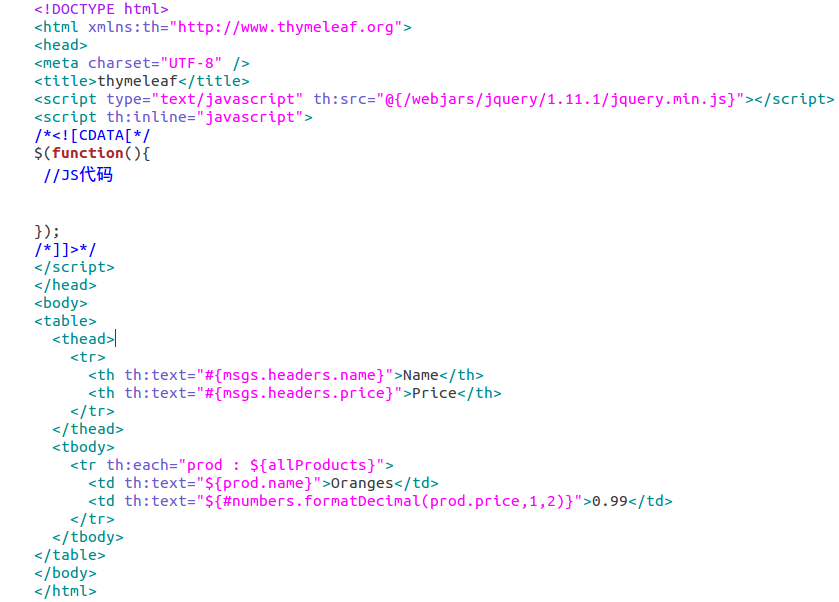 <!DOCTYPE html>
<html xmlns:th="http://www.thymeleaf.org">
<head>
<meta charset="UTF-8" />
<title>thymeleaf</title>
<script type="text/javascript" th:src="@{/webjars/jquery/1.11.1/jquery.min.js}"></script>
<script th:inline="javascript">
/*<![CDATA[*/
$(function(){
 //JS代码
});
/*]]>*/
</script>
</head>
<body>
<table>
  <thead>
    <tr>
      <th th:text="#{msgs.headers.name}">Name</th>
      <th th:text="#{msgs.headers.price}">Price</th>
    </tr>
  </thead>
  <tbody>
    <tr th:each="prod : ${allProducts}">
      <td th:text="${prod.name}">Oranges</td>
      <td th:text="${#numbers.formatDecimal(prod.price,1,2)}">0.99</td>
    </tr>
  </tbody>
</table>
</body>
</html>